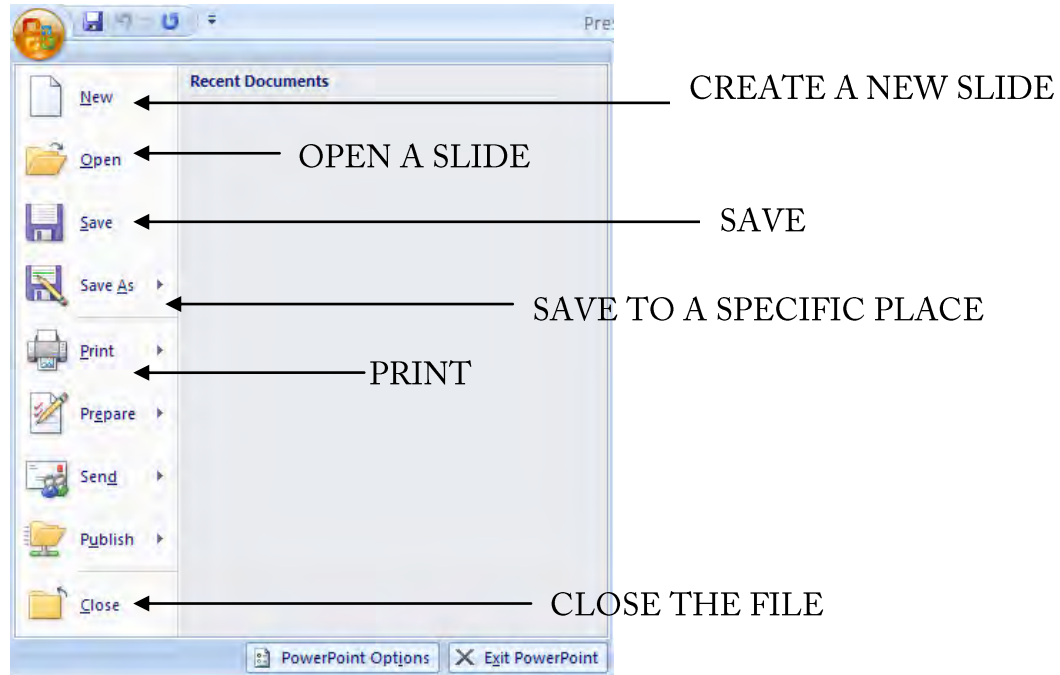 Pre
Recent Documents
New
CREATE A NEW SLIDE
Open
OPEN A SLIDE
Save
SAVE
Save As
SAVE TO A SPECIFIC PLACE
Print
PRINT
Prepare
Send
Publish
Close
CLOSE THE FILE
PowerPoint Options
Exit PowerPoint